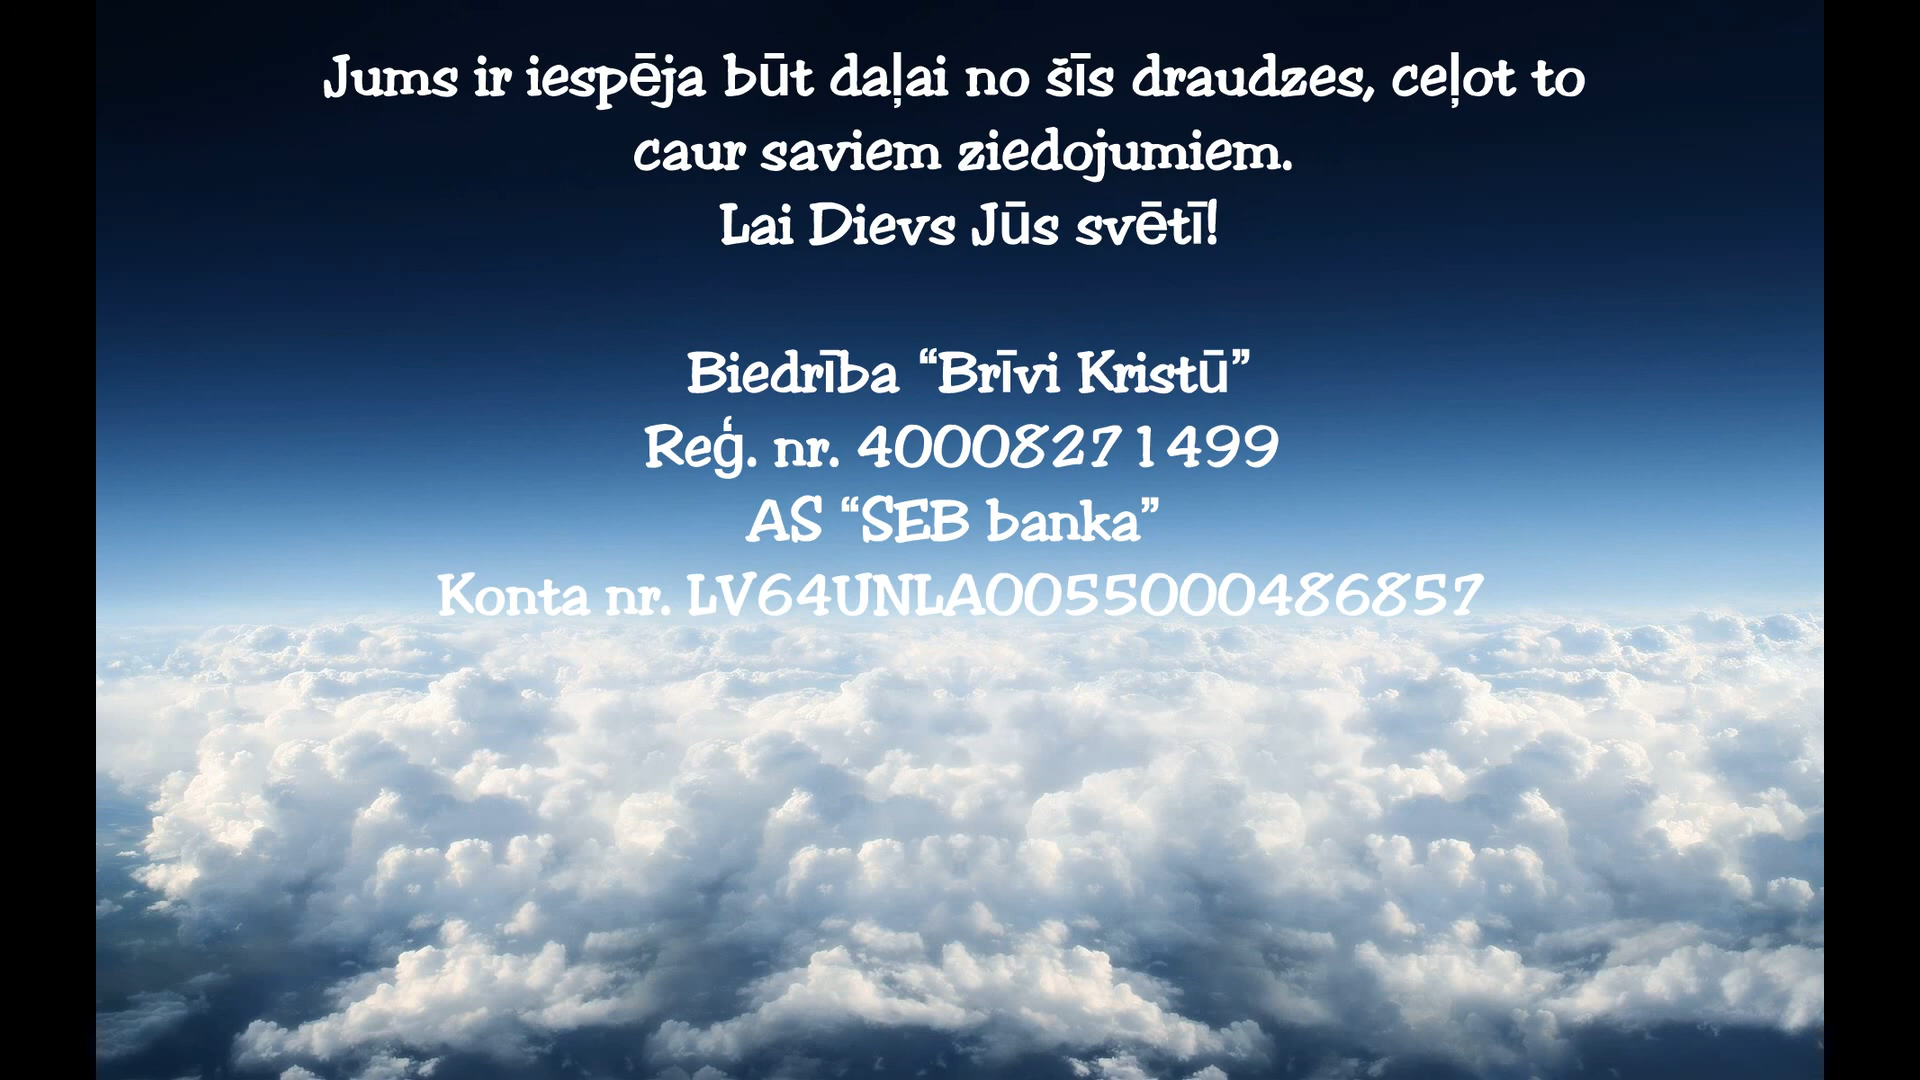 Jums ir iespēja būt daļai no šīs draudzes, ceļot to
caur saviem ziedojumiem.
Lai Dievs Jūs svētī!
Biedrība “Brīvi Kristū”
Reģ. nr. 40008271499
AS “SEB banka”
Konta nr. LV64UNLA0055000486857